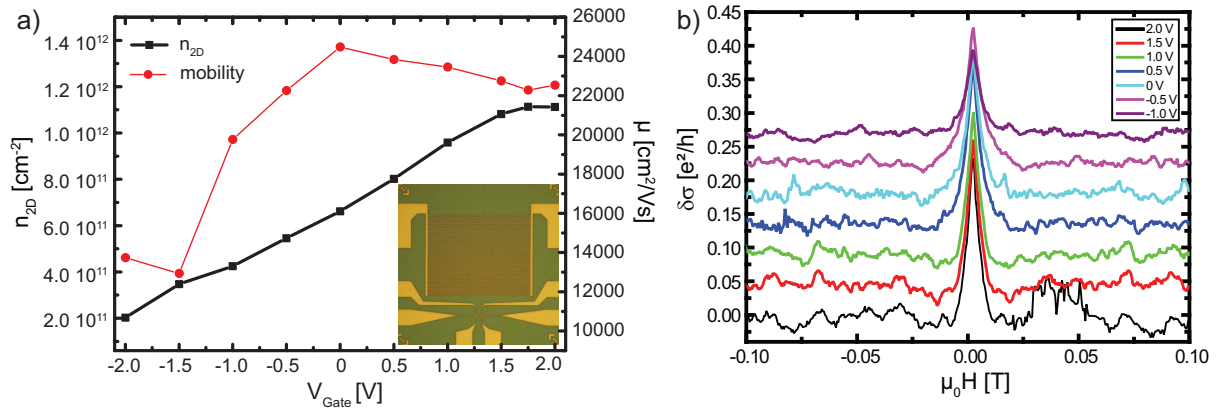 a)
n2D
mobility
1.4 10¹²
1.2 10¹²
1.0 10¹²
8.0 10¹¹
6.0 10¹¹
4.0 10¹¹
2.0 10¹¹
n2D [cm⁻²]
-2.0 -1.5 -1.0 -0.5 0 0.5 1.0 1.5 2.0
VGate [V]
26000
24000
22000
20000
18000
16000
14000
12000
10000
μ [cm²/Vs]
b)
0.45
0.40
0.35
0.30
0.25
0.20
0.15
0.10
0.05
0.00
δσ [e²/h]
-0.10 -0.05 0.00 0.05 0.10
μ0H [T]
2.0 V
1.5 V
1.0 V
0.5 V
0 V
-0.5 V
-1.0 V